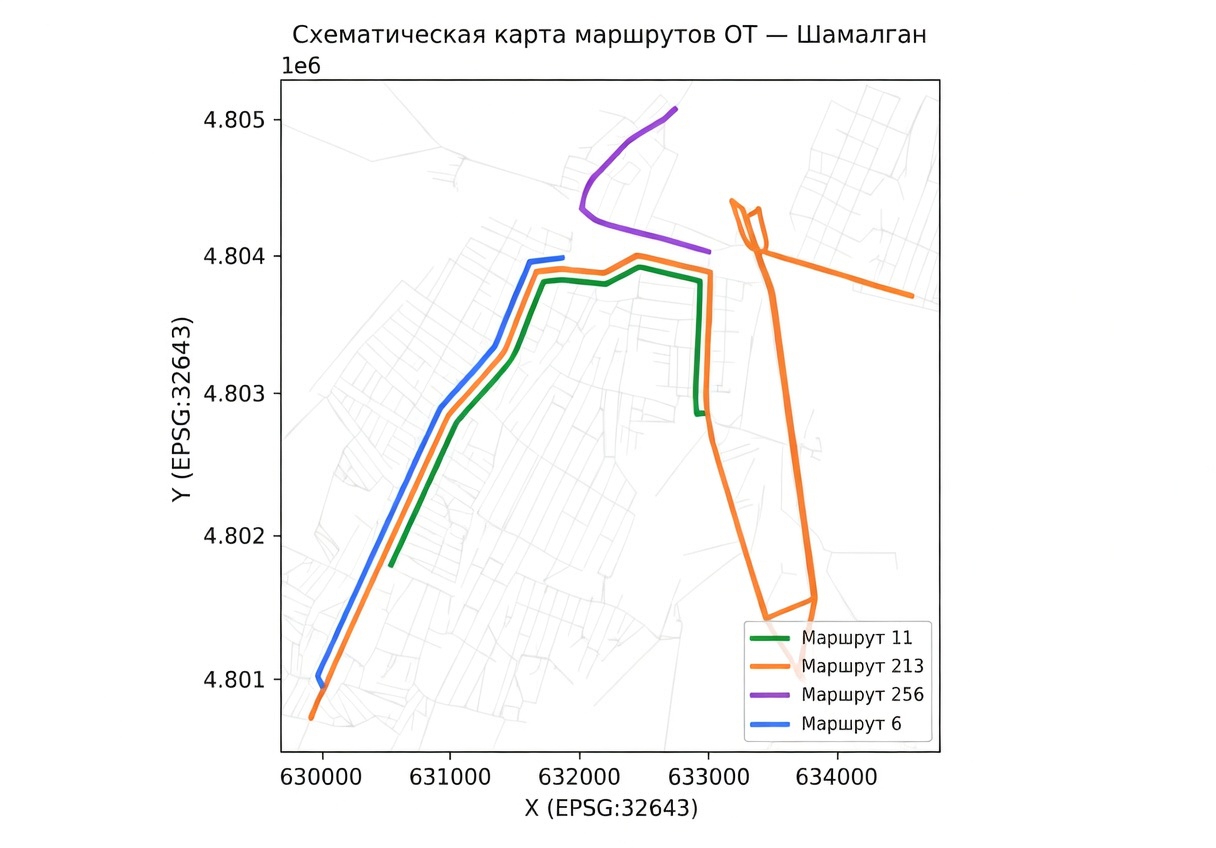 Схематическая карта маршрутов ОТ — Шамалган
1e6
4.805
4.804
4.803
4.802
4.801
Y (EPSG:32643)
Маршрут 11
Маршрут 213
Маршрут 256
Маршрут 6
630000 631000 632000 633000 634000
X (EPSG:32643)